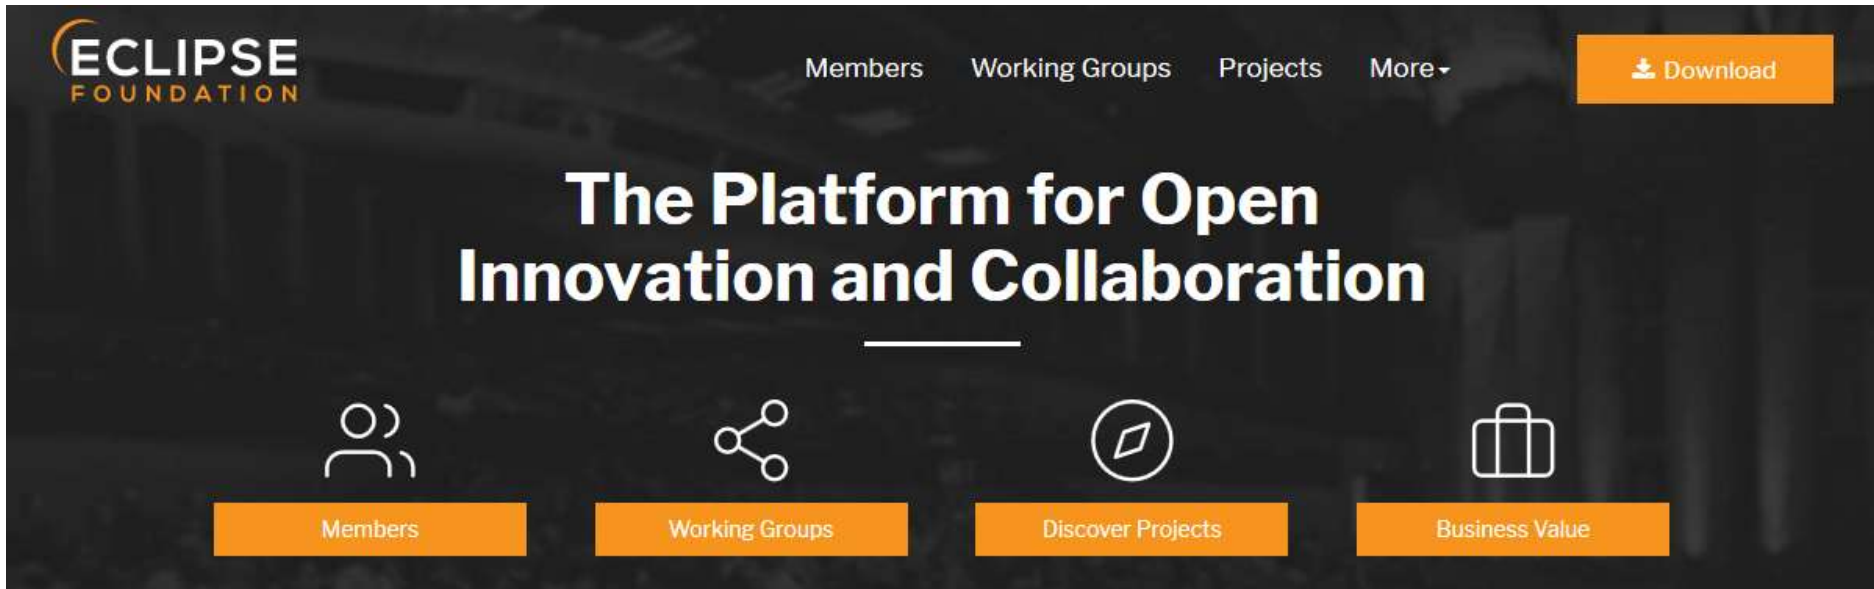 ECLIPSE
FOUNDATION
Members Working Groups Projects More Download
The Platform for Open
Innovation and Collaboration
Members Working Groups Discover Projects Business Value